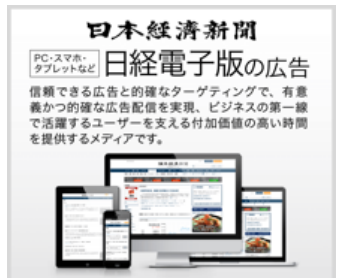 日本経済新聞
PC・スマホ・
タブレットなど
日経電子版の広告
信頼できる広告と的確なターゲティングで、有意
義かつ的確な広告配信を実現、ビジネスの第一線
で活躍するユーザーを支える付加価値の高い時間
を提供するメディアです。